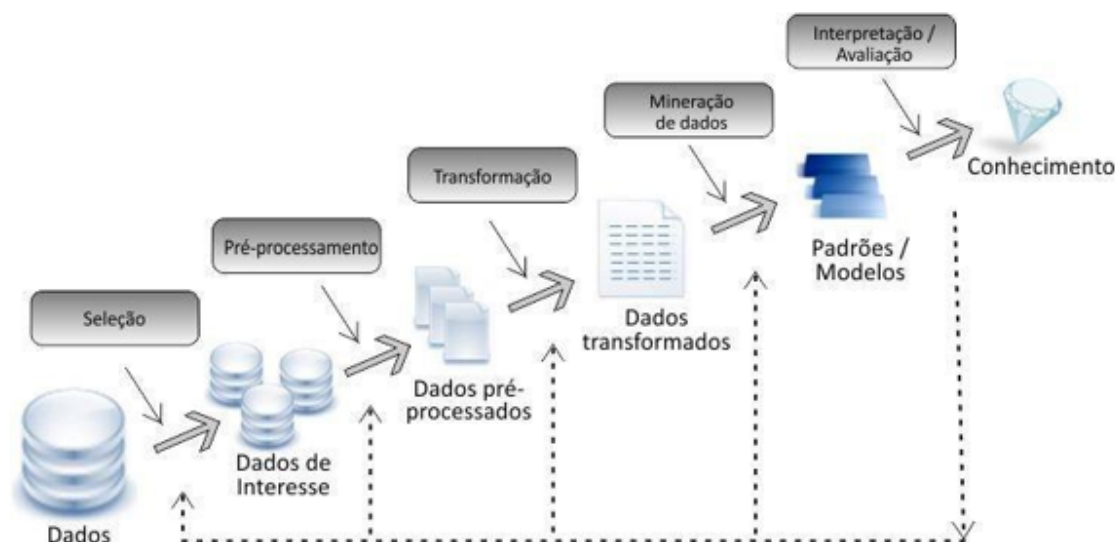 Interpretação /
Avaliação
Mineração
de dados
Conhecimento
Transformação
Pré-processamento
Padrões /
Modelos
Seleção
Dados
transformados
Dados pré-
processados
Dados de
Interesse
Dados